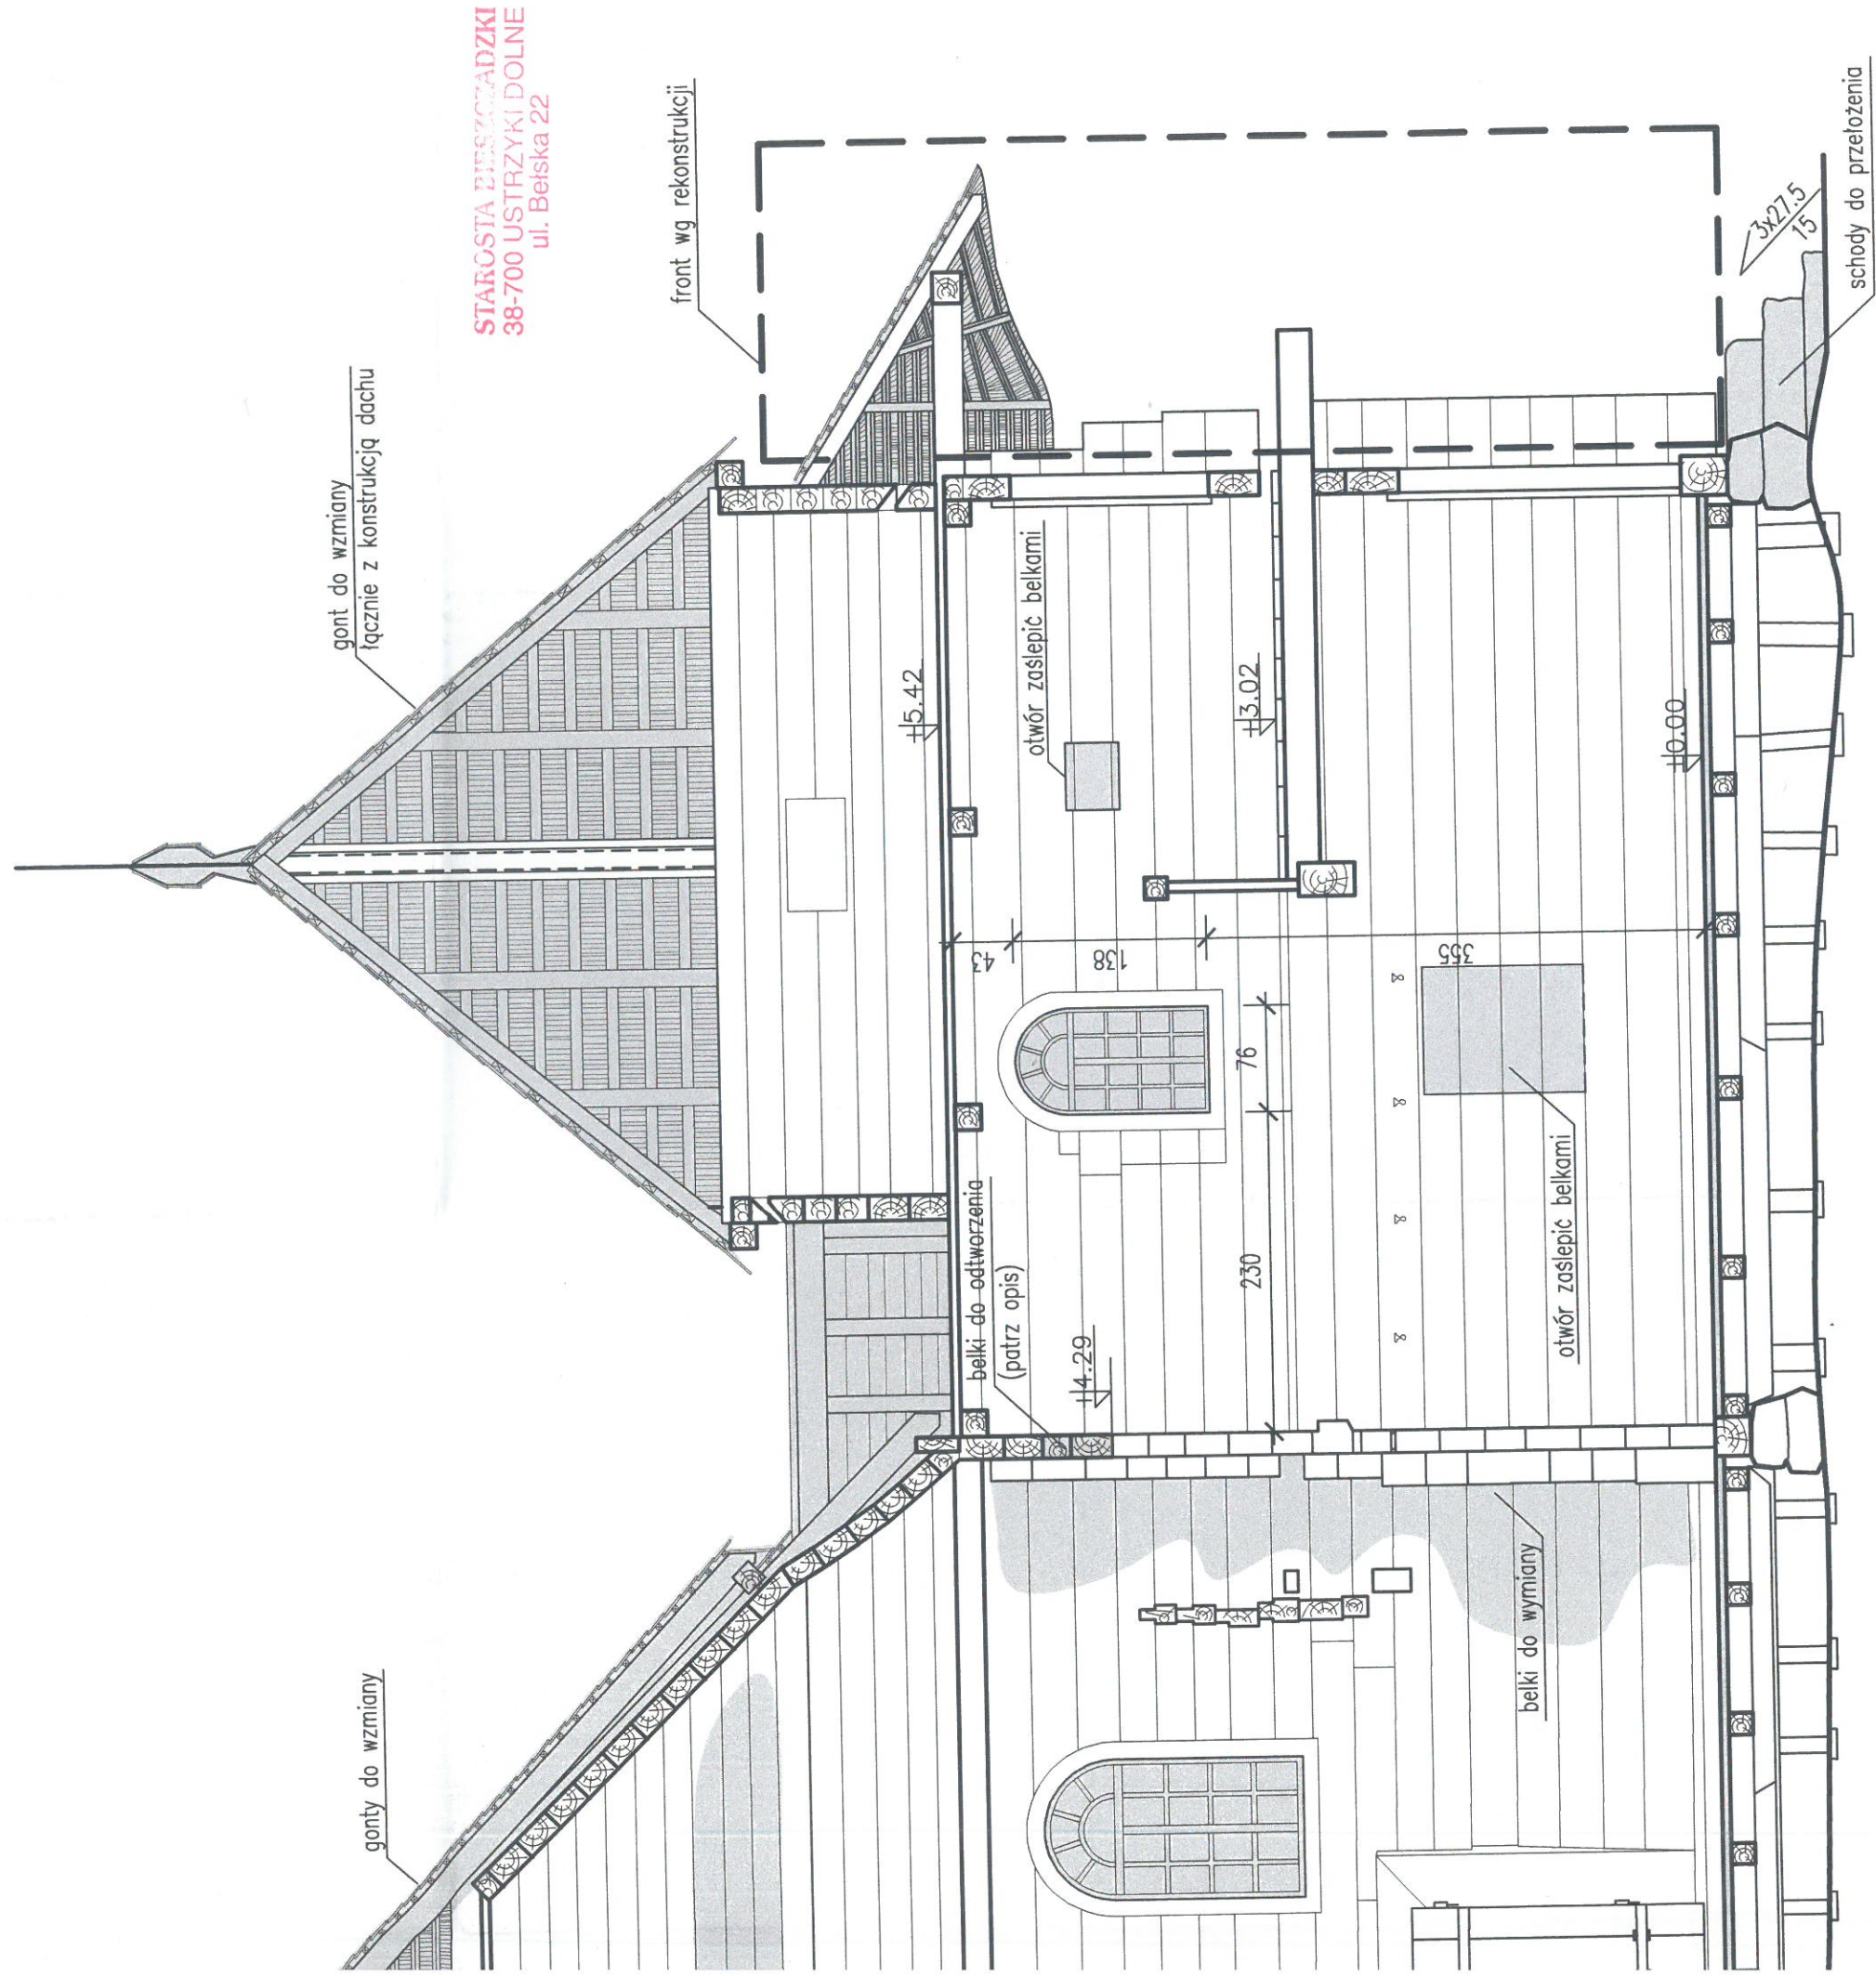 STAROSTA BIESZCZADZKI
38-700 USTRZYKI DOLNE
ul. Bełska 22
gonty do wzmiany
gont do wzmiany
łącznie z konstrukcją dachu
front wg rekonstrukcji
+5.42
belki do odtworzenia
(patrz opis)
+4.29
43
138
355
76
230
otwór zaślepić belkami
+3.02
otwór zaślepić belkami
belki do wymiany
±0.00
3x27.5
15
schody do przełożenia